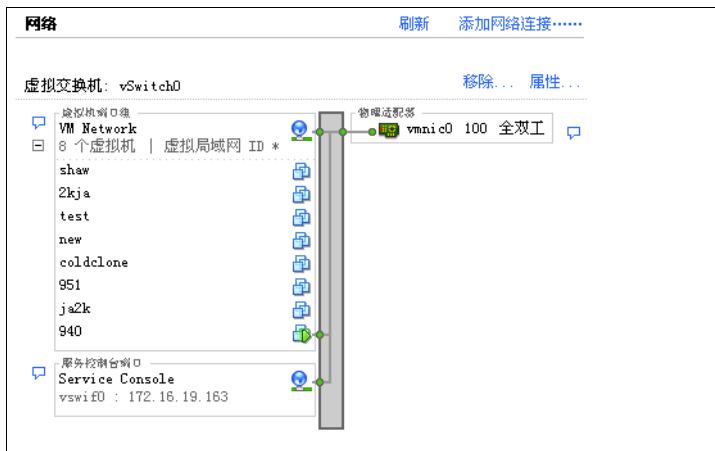 网络
刷新 添加网络连接……
虚拟交换机: vSwitch0
移除... 属性...
虚拟机端口组
物理适配器
VM Network
vmnic0 100 全双工
8 个虚拟机 | 虚拟局域网 ID *
shaw
2kja
test
new
coldclone
951
ja2k
940
服务控制台端口
Service Console
vswif0 : 172.16.19.163